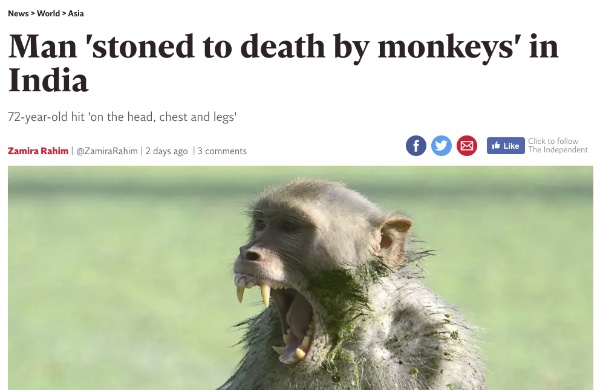 News > World > Asia
Man 'stoned to death by monkeys' in
India
72-year-old hit 'on the head, chest and legs'
Zamira Rahim | @ZamiraRahim | 2 days ago | 3 comments
f
Like
Click to follow
The Independent